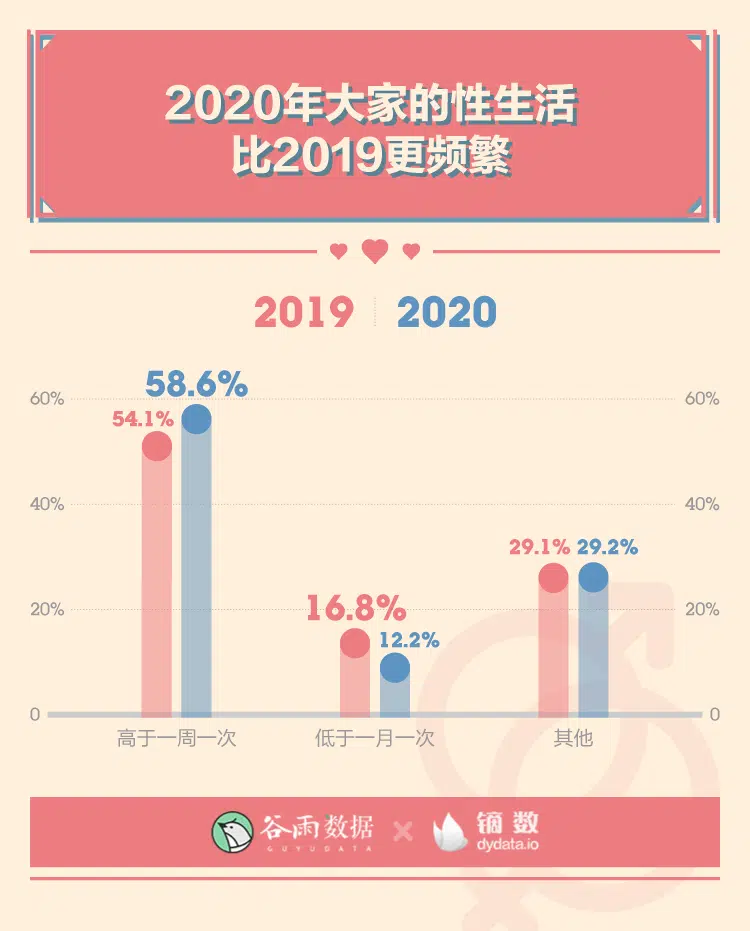 2020年大家的性生活
比2019更频繁
2019 2020
58.6%
60% 60%
54.1%
40% 40%
29.1% 29.2%
20% 16.8% 20%
12.2%
0 0
高于一周一次 低于一月一次 其他
谷雨数据 × 镝数
GUYUDATA dydata.io